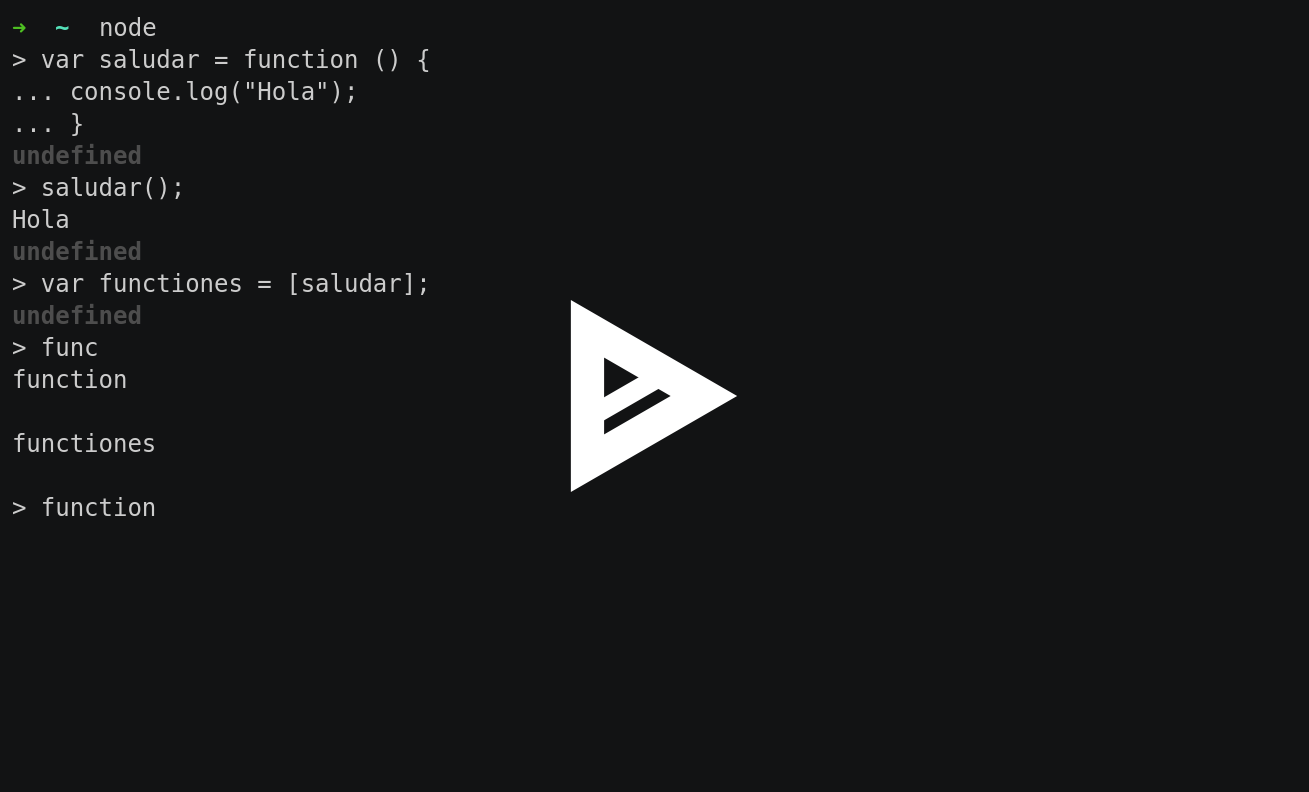 ➜ ~ node
> var saludar = function () {
... console.log("Hola");
... }
undefined
> saludar();
Hola
undefined
> var functiones = [saludar];
undefined
> func
function
functiones
> function